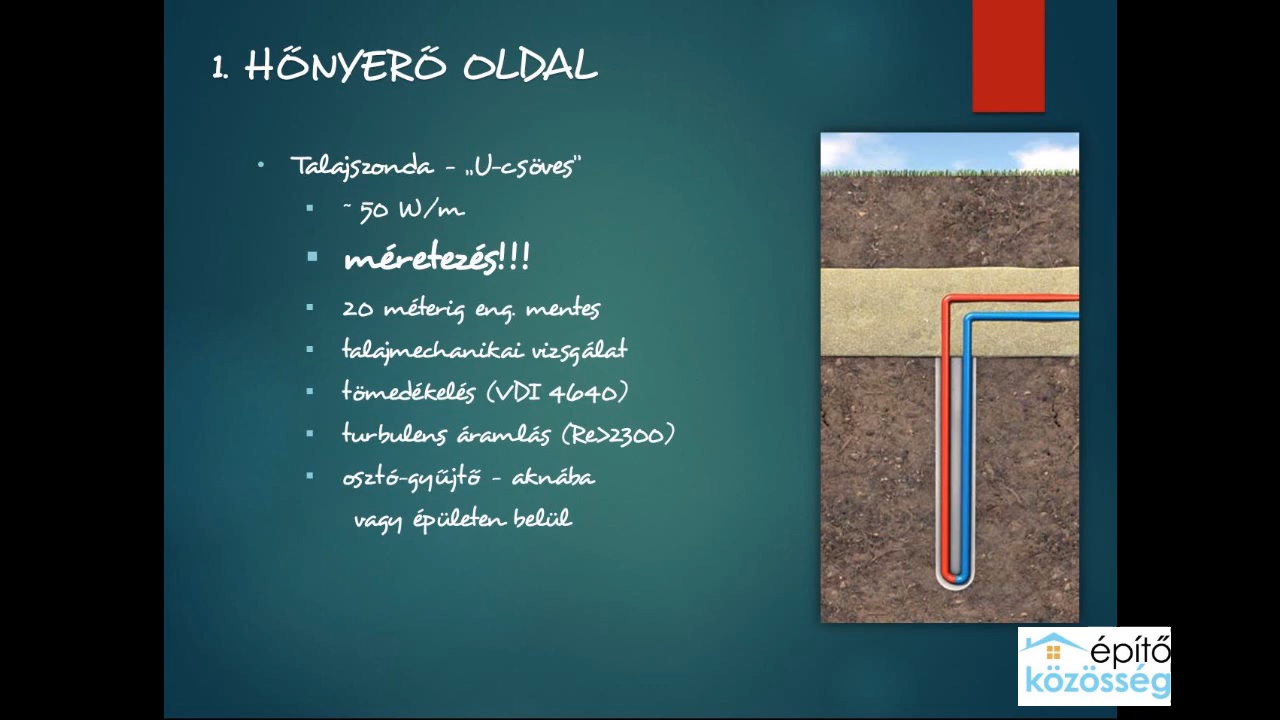 1. HŐNYERŐ OLDAL
Talajszonda - „U-csöves"
~ 50 W/m
méretezés!!!
20 méterig eng. mentes
talajmechanikai vizsgálat
tömedékelés (VDI 4640)
turbulens áramlás (Re>2300)
osztó-gyűjtő - aknába
vagy épületen belül
építő
közösség